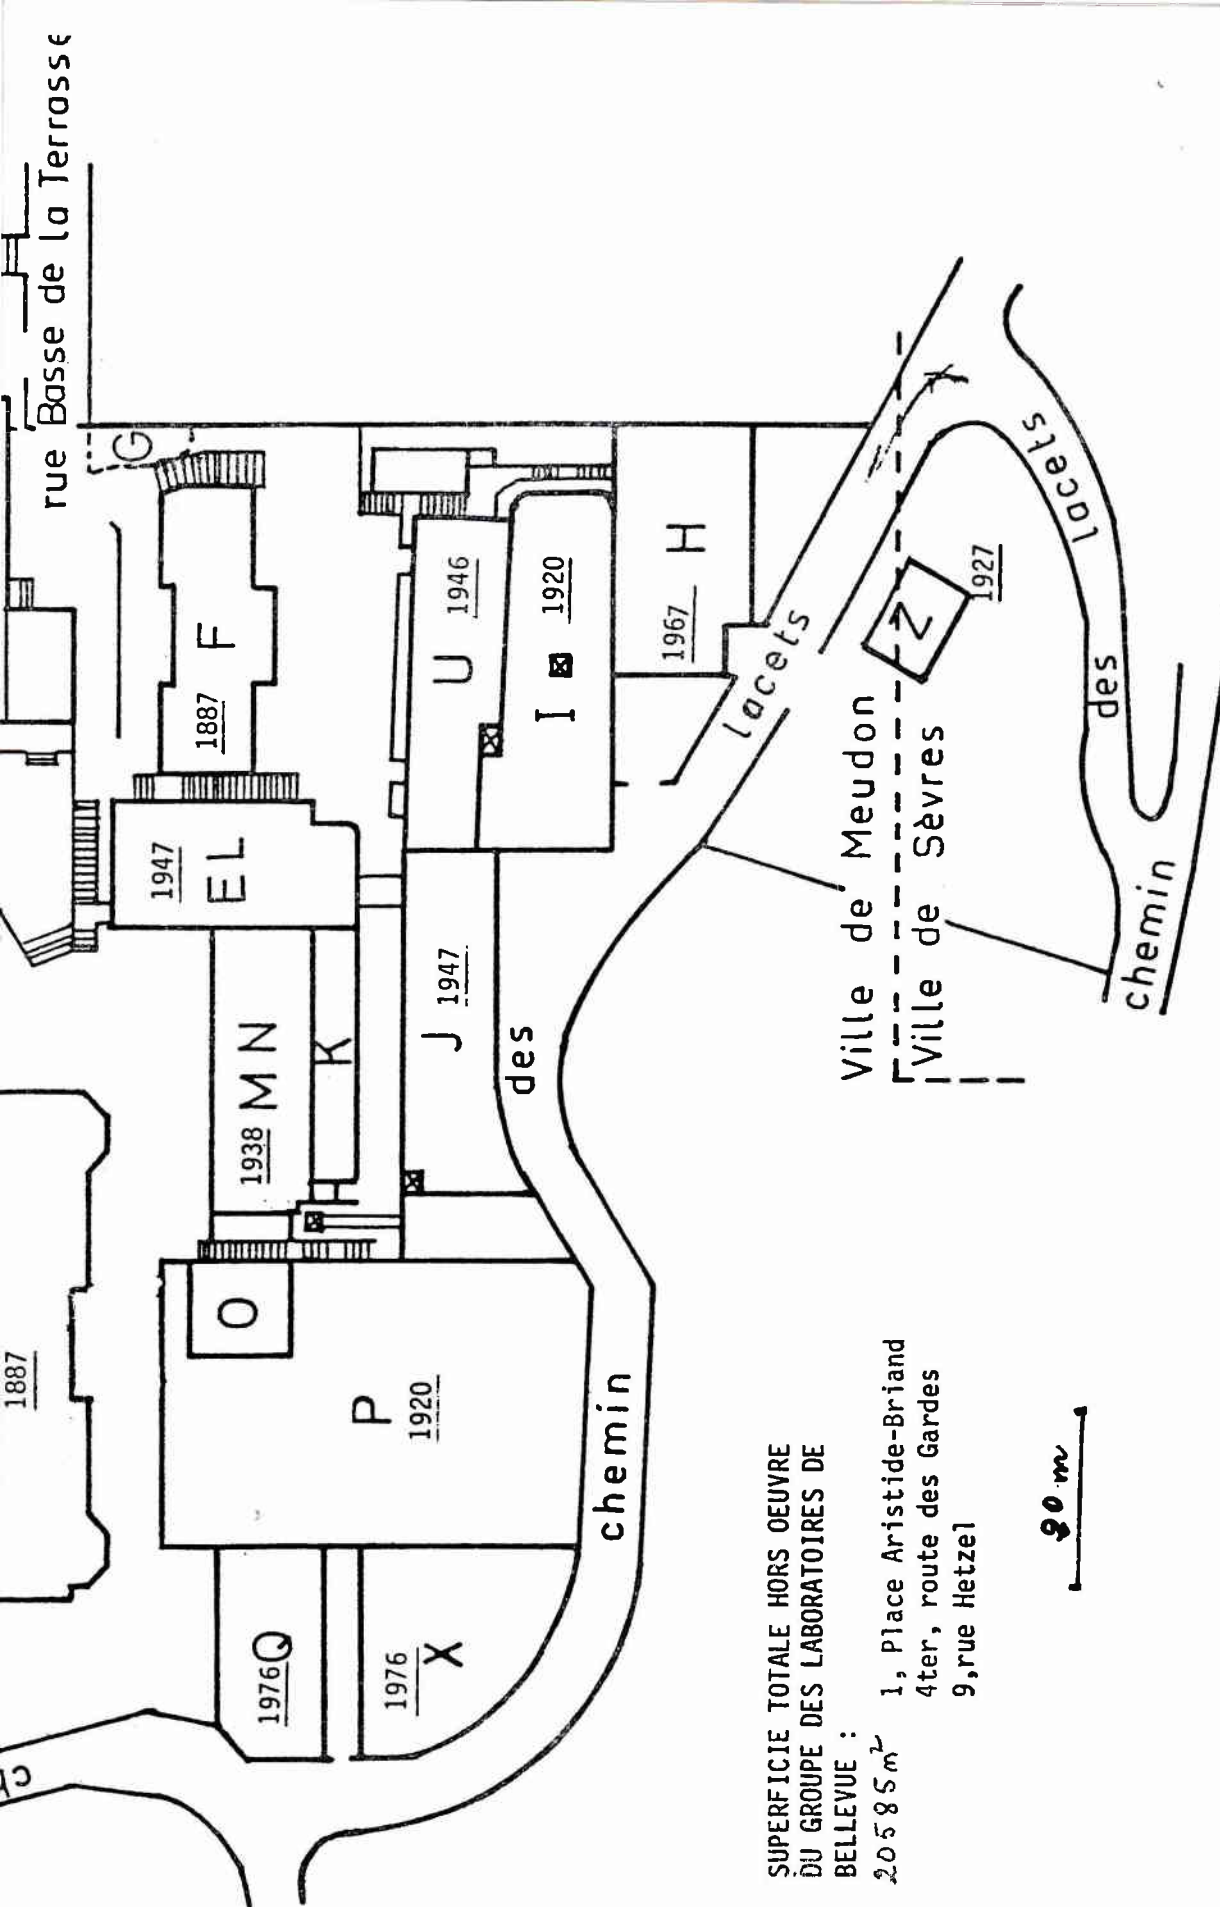 rue Basse de la Terrasse
G
F
1887
U
1946
I
1920
H
1967
EL
1947
M N
1938
K
J
1947
des
lacets
Z
1927
lacets
des
chemin
Ville de Meudon
Ville de Sèvres
1887
O
P
1920
chemin
Q
1976
X
1976
ch
SUPERFICIE TOTALE HORS OEUVRE
DU GROUPE DES LABORATOIRES DE
BELLEVUE :
20585m²
1, Place Aristide-Briand
4ter, route des Gardes
9,rue Hetzel
20 m